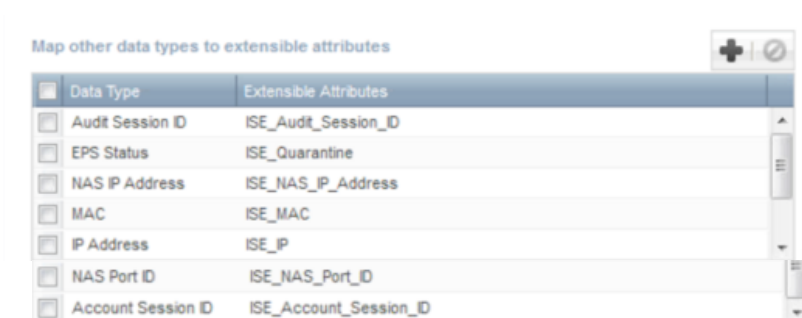 Map other data types to extensible attributes
Data Type Extensible Attributes
Audit Session ID ISE_Audit_Session_ID
EPS Status ISE_Quarantine
NAS IP Address ISE_NAS_IP_Address
MAC ISE_MAC
IP Address ISE_IP
NAS Port ID ISE_NAS_Port_ID
Account Session ID ISE_Account_Session_ID